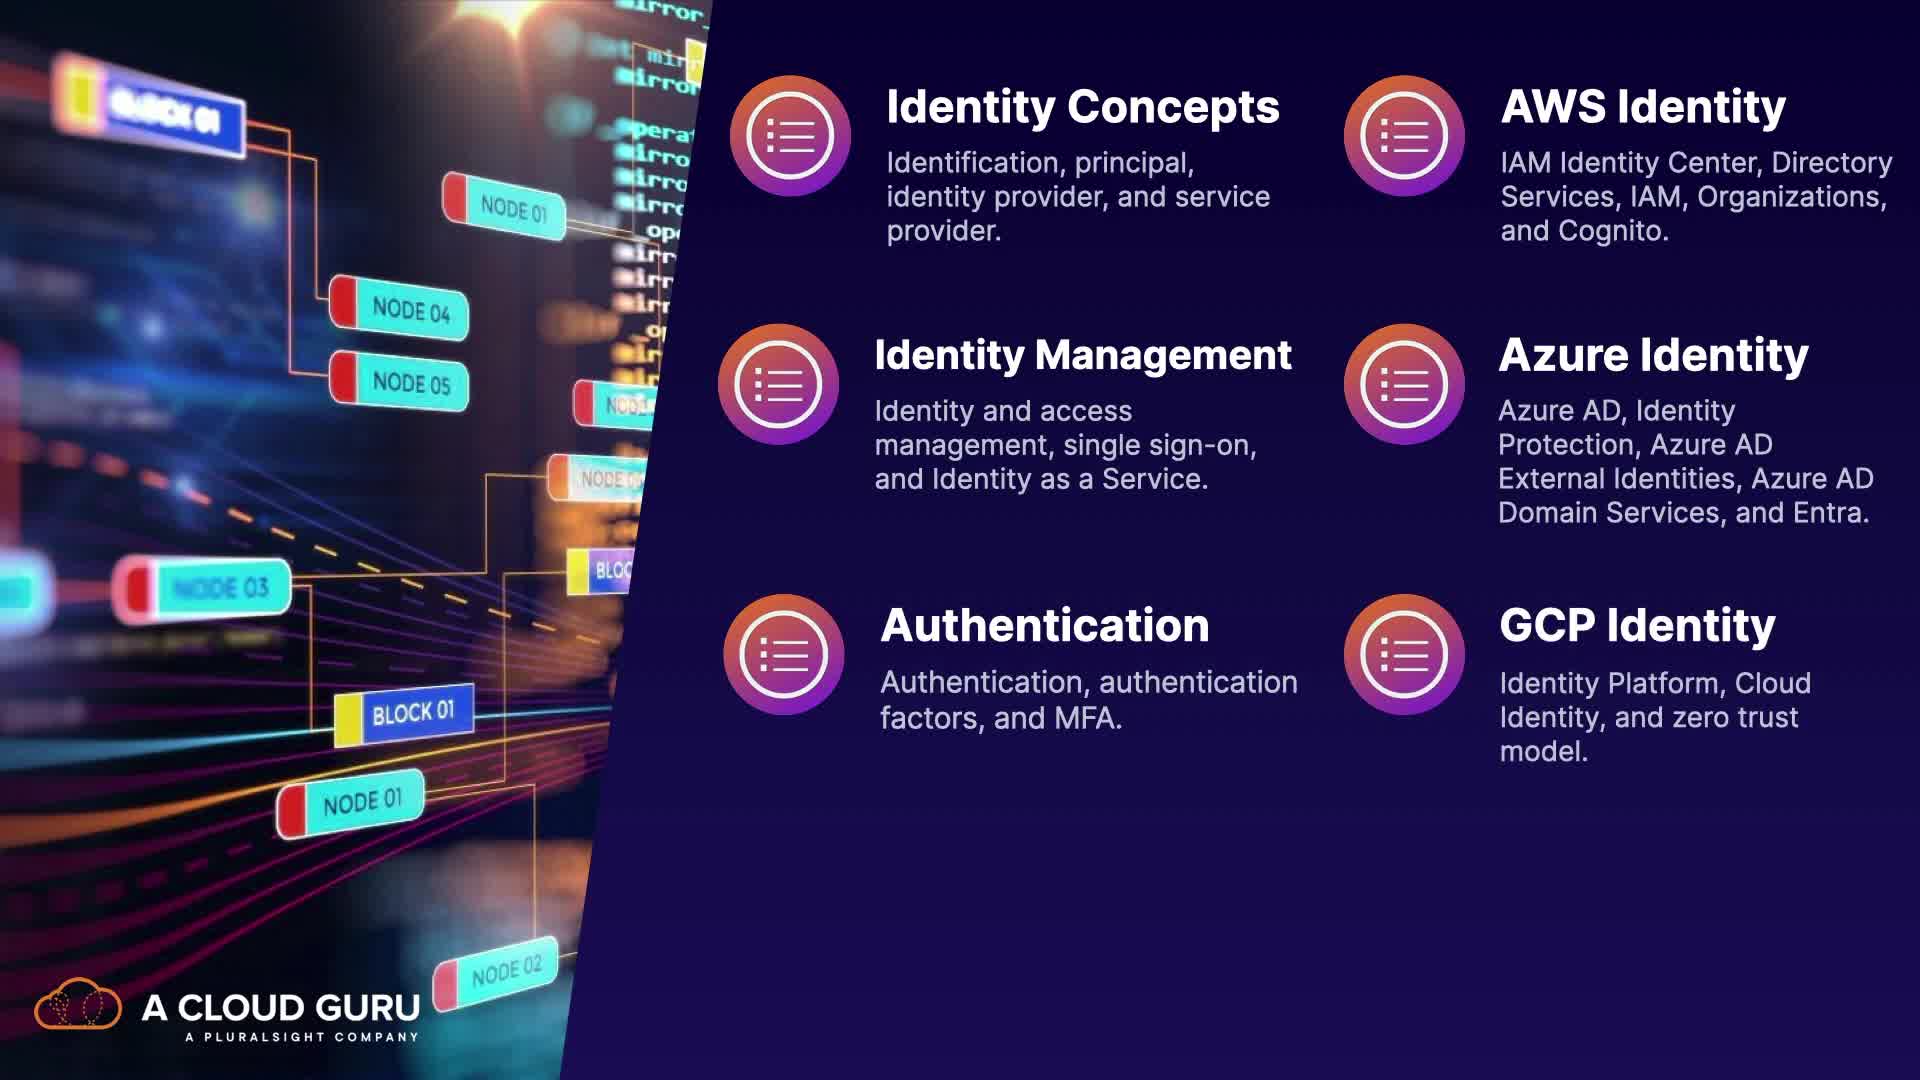 Identity Concepts
Identification, principal,
identity provider, and service
provider.
AWS Identity
IAM Identity Center, Directory
Services, IAM, Organizations,
and Cognito.
Identity Management
Identity and access
management, single sign-on,
and Identity as a Service.
Azure Identity
Azure AD, Identity
Protection, Azure AD
External Identities, Azure AD
Domain Services, and Entra.
Authentication
Authentication, authentication
factors, and MFA.
GCP Identity
Identity Platform, Cloud
Identity, and zero trust
model.
BLOCK 01
NODE 01
NODE 04
NODE 05
NODE 03
BLOCK 01
NODE 01
NODE 02
A CLOUD GURU
A PLURALSIGHT COMPANY